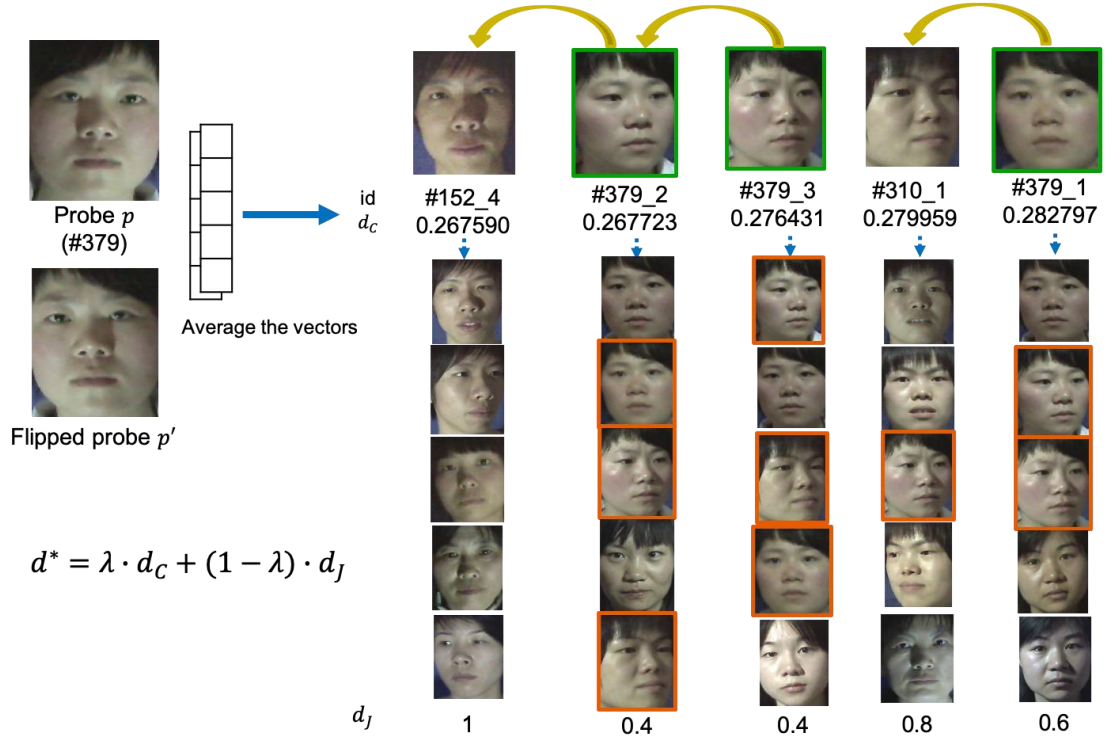 Probe p
(#379)
Flipped probe p′
Average the vectors
d* = λ · d_C + (1 − λ) · d_J
id
d_C
#152_4
0.267590
#379_2
0.267723
#379_3
0.276431
#310_1
0.279959
#379_1
0.282797
d_J
1
0.4
0.4
0.8
0.6